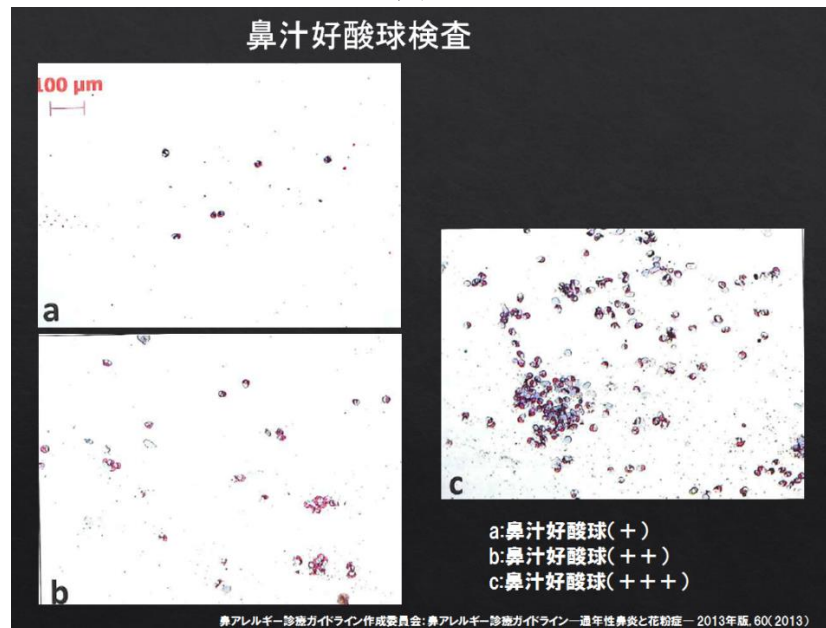 鼻汁好酸球検査
100 μm
a
b
c
a:鼻汁好酸球(+)
b:鼻汁好酸球(++)
c:鼻汁好酸球(+++)
鼻アレルギー診療ガイドライン作成委員会:鼻アレルギー診療ガイドライン―通年性鼻炎と花粉症― 2013年版, 60(2013)